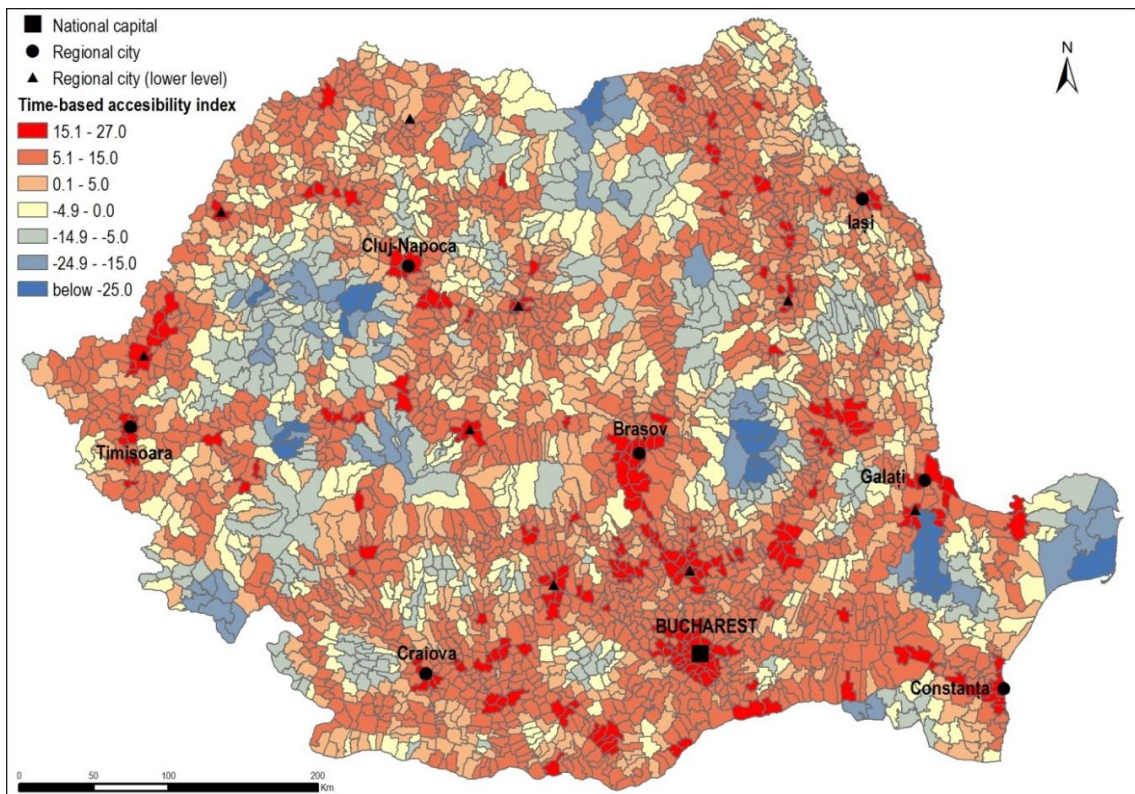 National capital
Regional city
Regional city (lower level)
Time-based accesibility index
15.1 - 27.0
5.1 - 15.0
0.1 - 5.0
-4.9 - 0.0
-14.9 - -5.0
-24.9 - -15.0
below -25.0
N
Iași
Cluj-Napoca
Timisoara
Brasov
Galați
BUCHAREST
Craiova
Constanța
0 50 100 200
Km